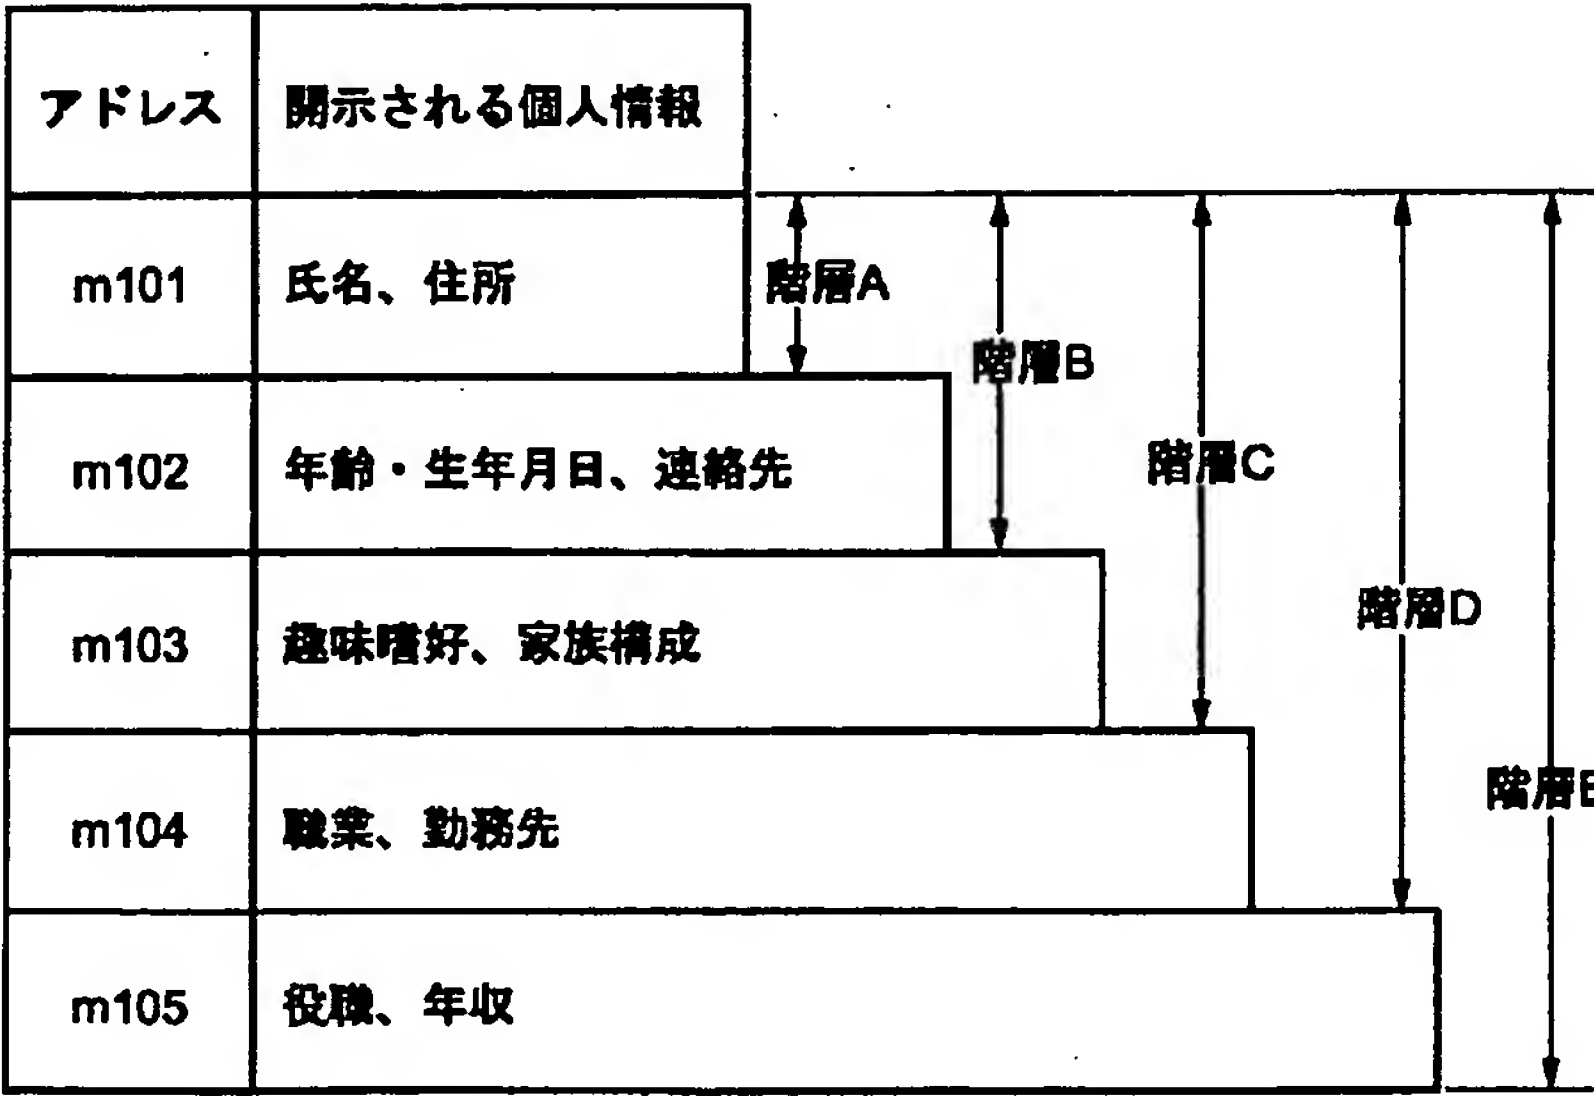 アドレス 開示される個人情報
m101 氏名、住所
階層A
階層B
m102 年齢・生年月日、連絡先
階層C
m103 趣味嗜好、家族構成
階層D
m104 職業、勤務先
階層E
m105 役職、年収